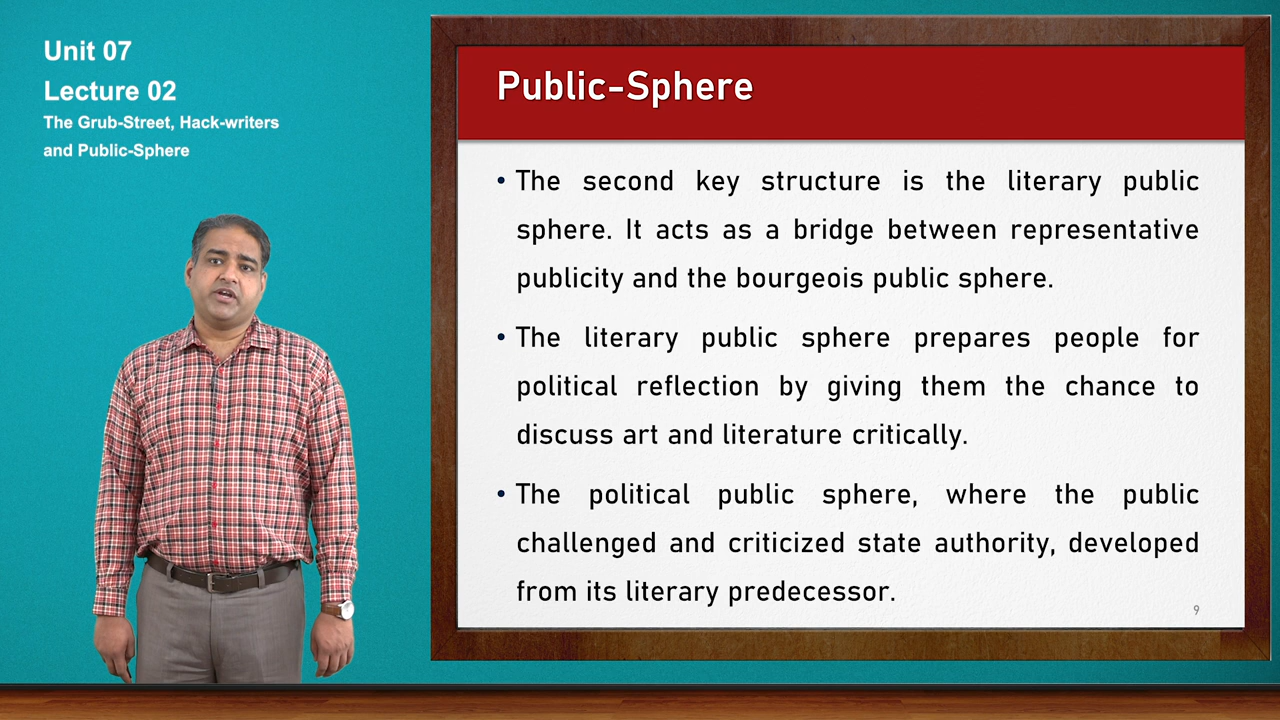 Unit 07
Lecture 02
The Grub-Street, Hack-writers
and Public-Sphere
Public-Sphere
• The second key structure is the literary public
sphere. It acts as a bridge between representative
publicity and the bourgeois public sphere.
• The literary public sphere prepares people for
political reflection by giving them the chance to
discuss art and literature critically.
• The political public sphere, where the public
challenged and criticized state authority, developed
from its literary predecessor.
9